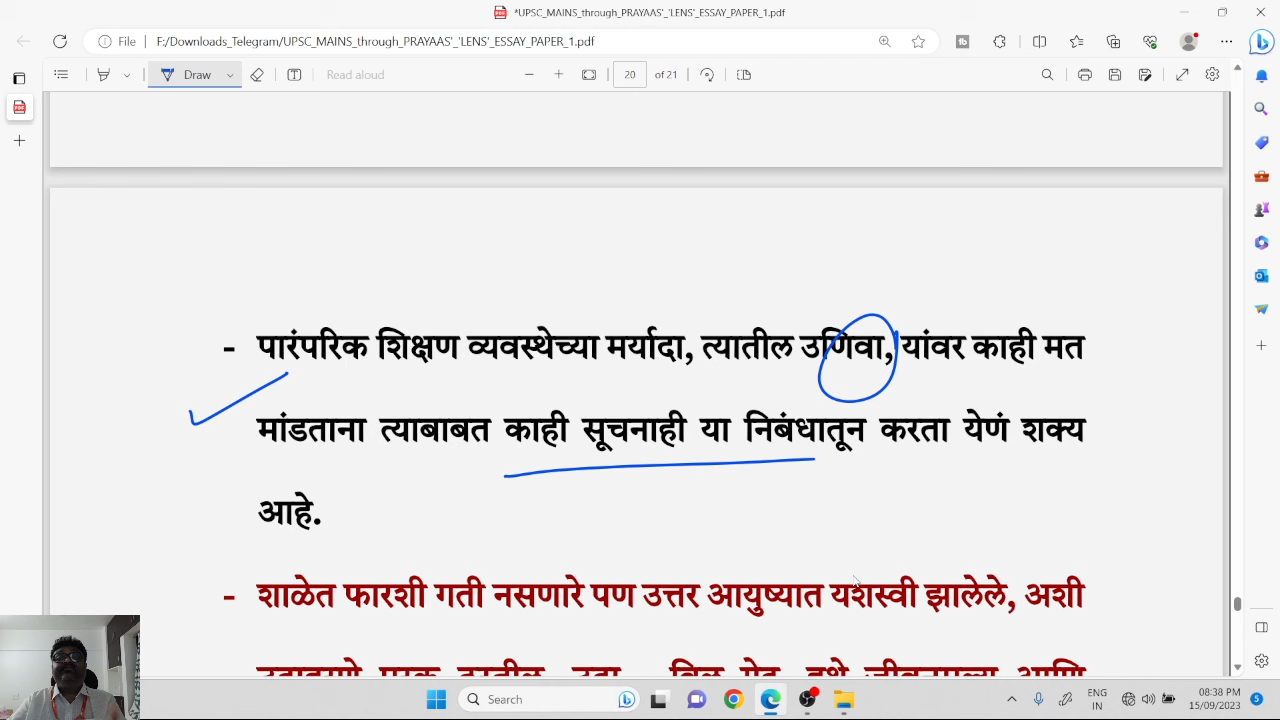 *UPSC_MAINS_through_PRAYAAS'_'LENS'_ESSAY_PAPER_1.pdf
File F:/Downloads_Telegram/UPSC_MAINS_through_PRAYAAS'_'LENS'_ESSAY_PAPER_1.pdf
Draw Read aloud 20 of 21
- पारंपरिक शिक्षण व्यवस्थेच्या मर्यादा, त्यातील उणिवा, यांवर काही मत
मांडताना त्याबाबत काही सूचनाही या निबंधातून करता येणं शक्य
आहे.
- शाळेत फारशी गती नसणारे पण उत्तर आयुष्यात यशस्वी झालेले, अशी
आणि
Search
ENG
IN
08:38 PM
15/09/2023
5